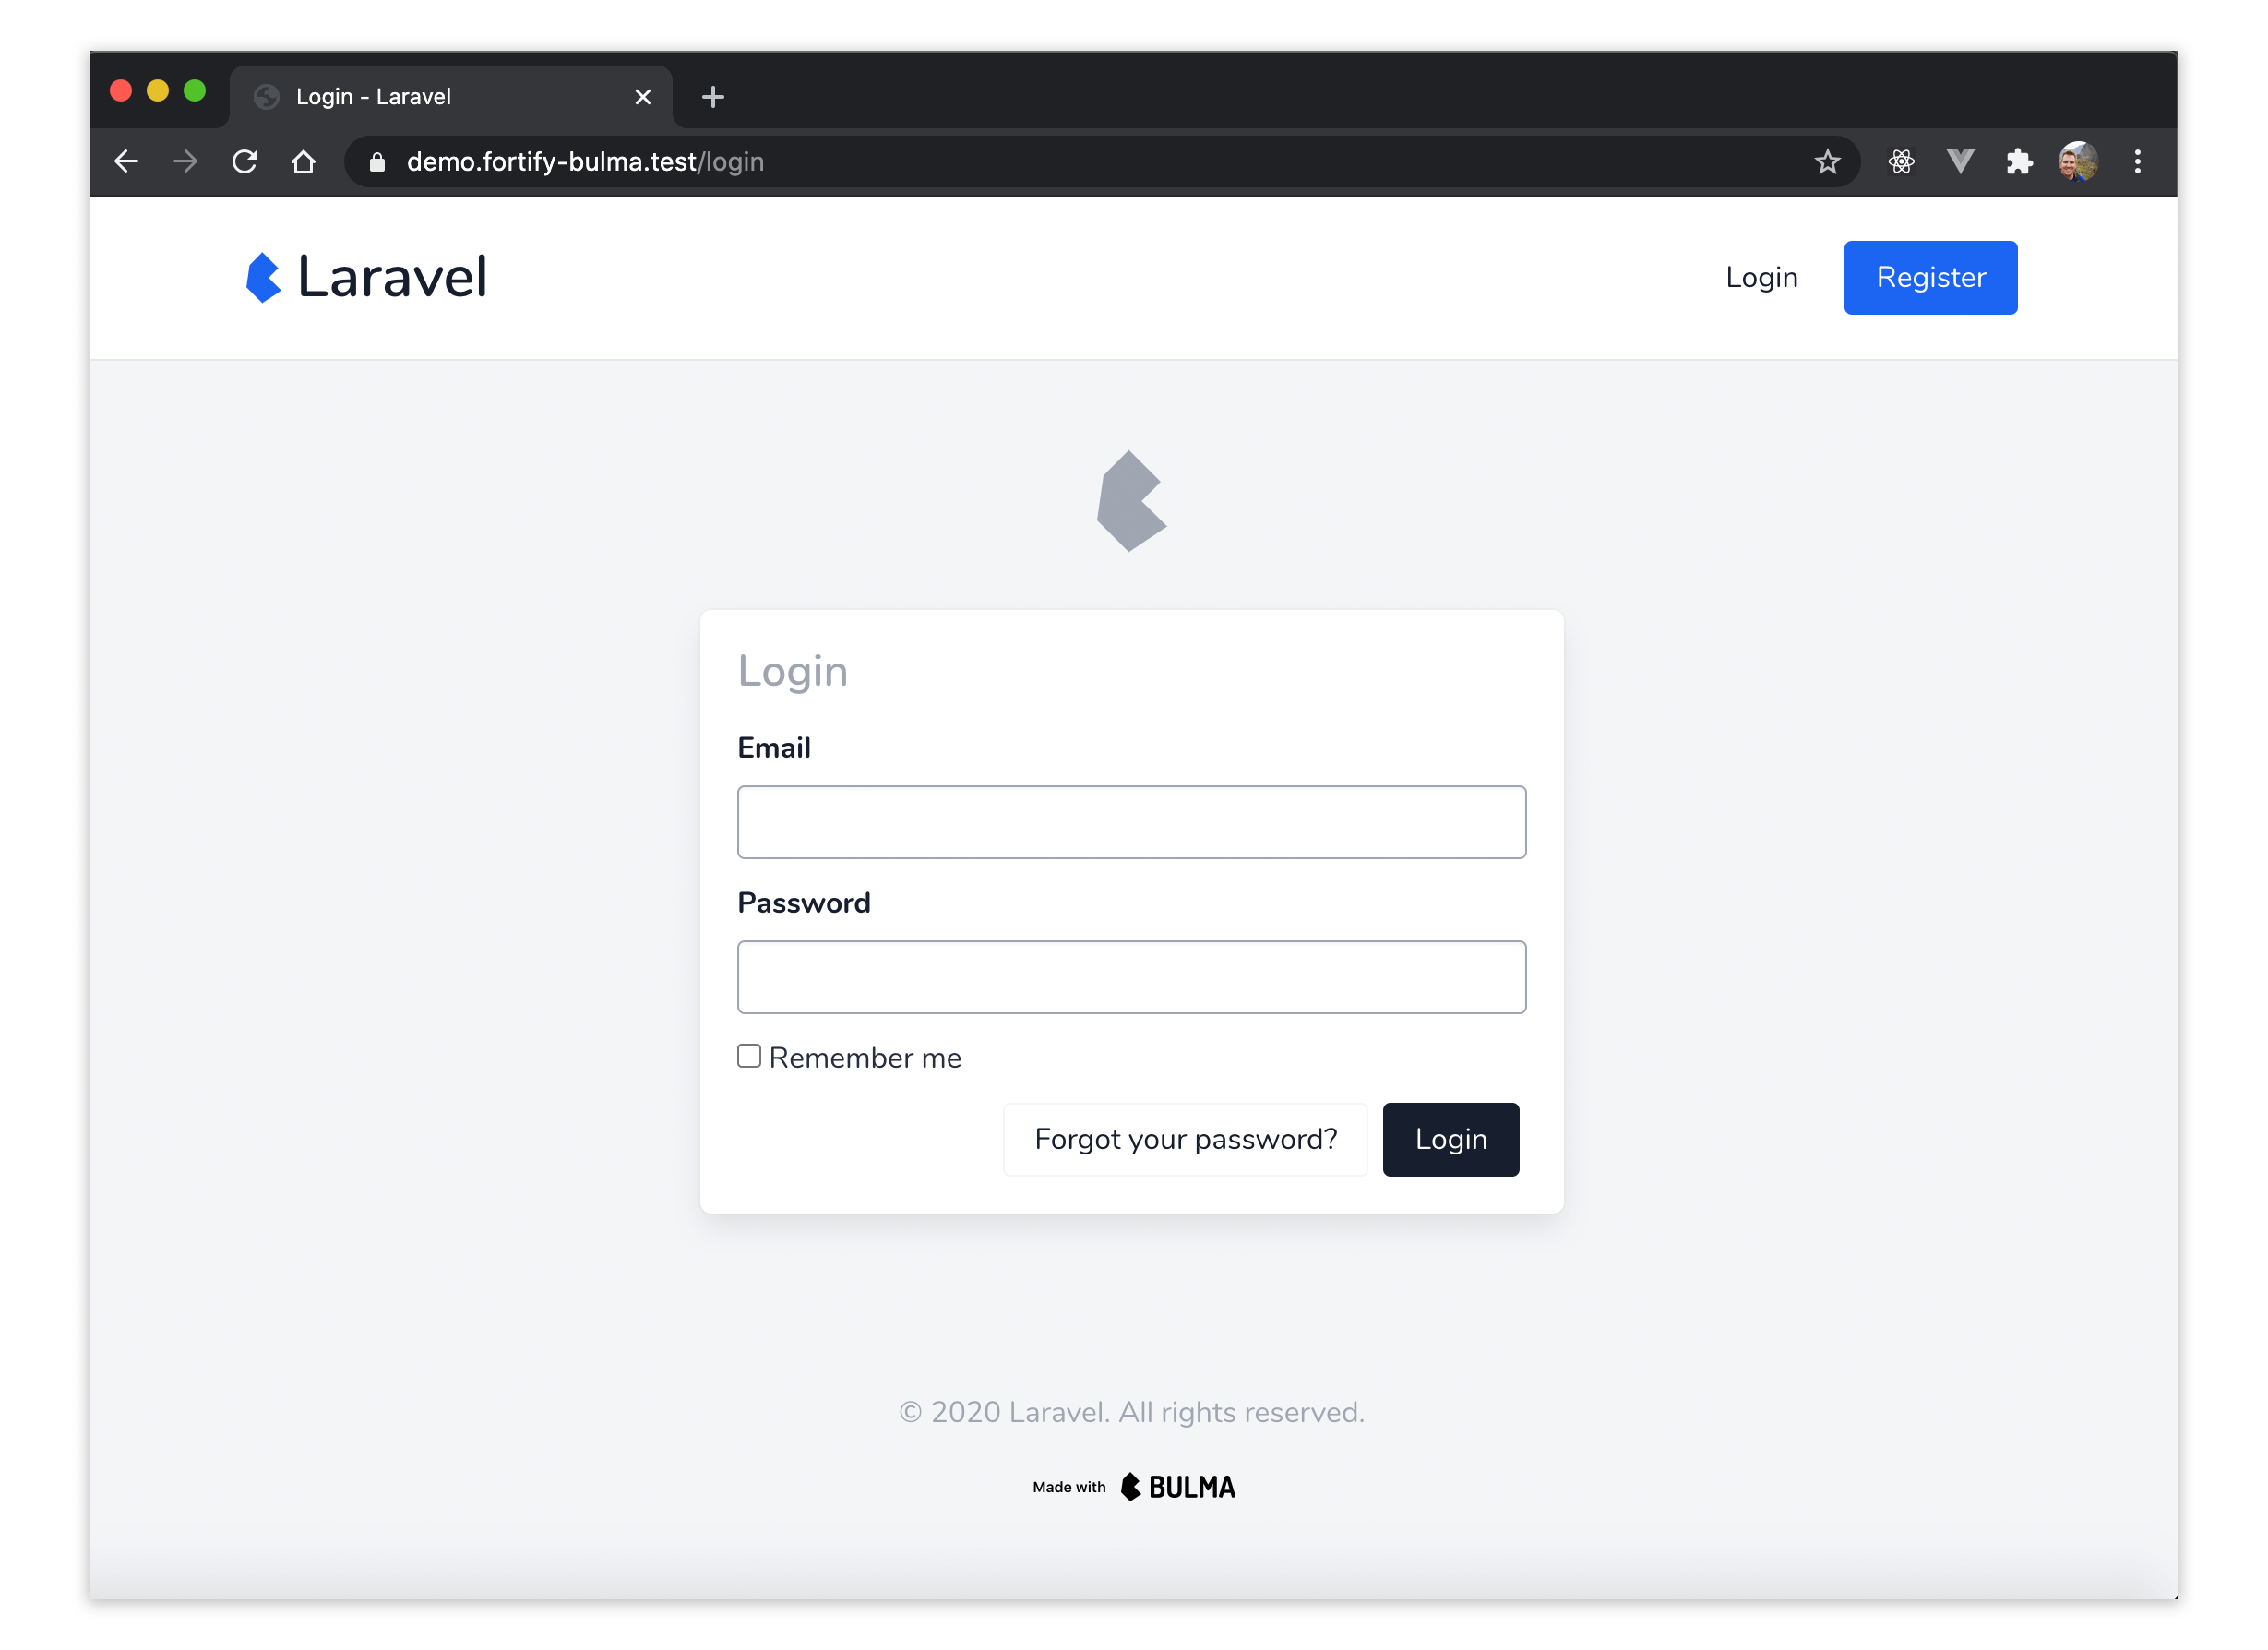 Login - Laravel
demo.fortify-bulma.test/login
Laravel
Login
Register
Login
Email
Password
Remember me
Forgot your password?
Login
© 2020 Laravel. All rights reserved.
Made with BULMA